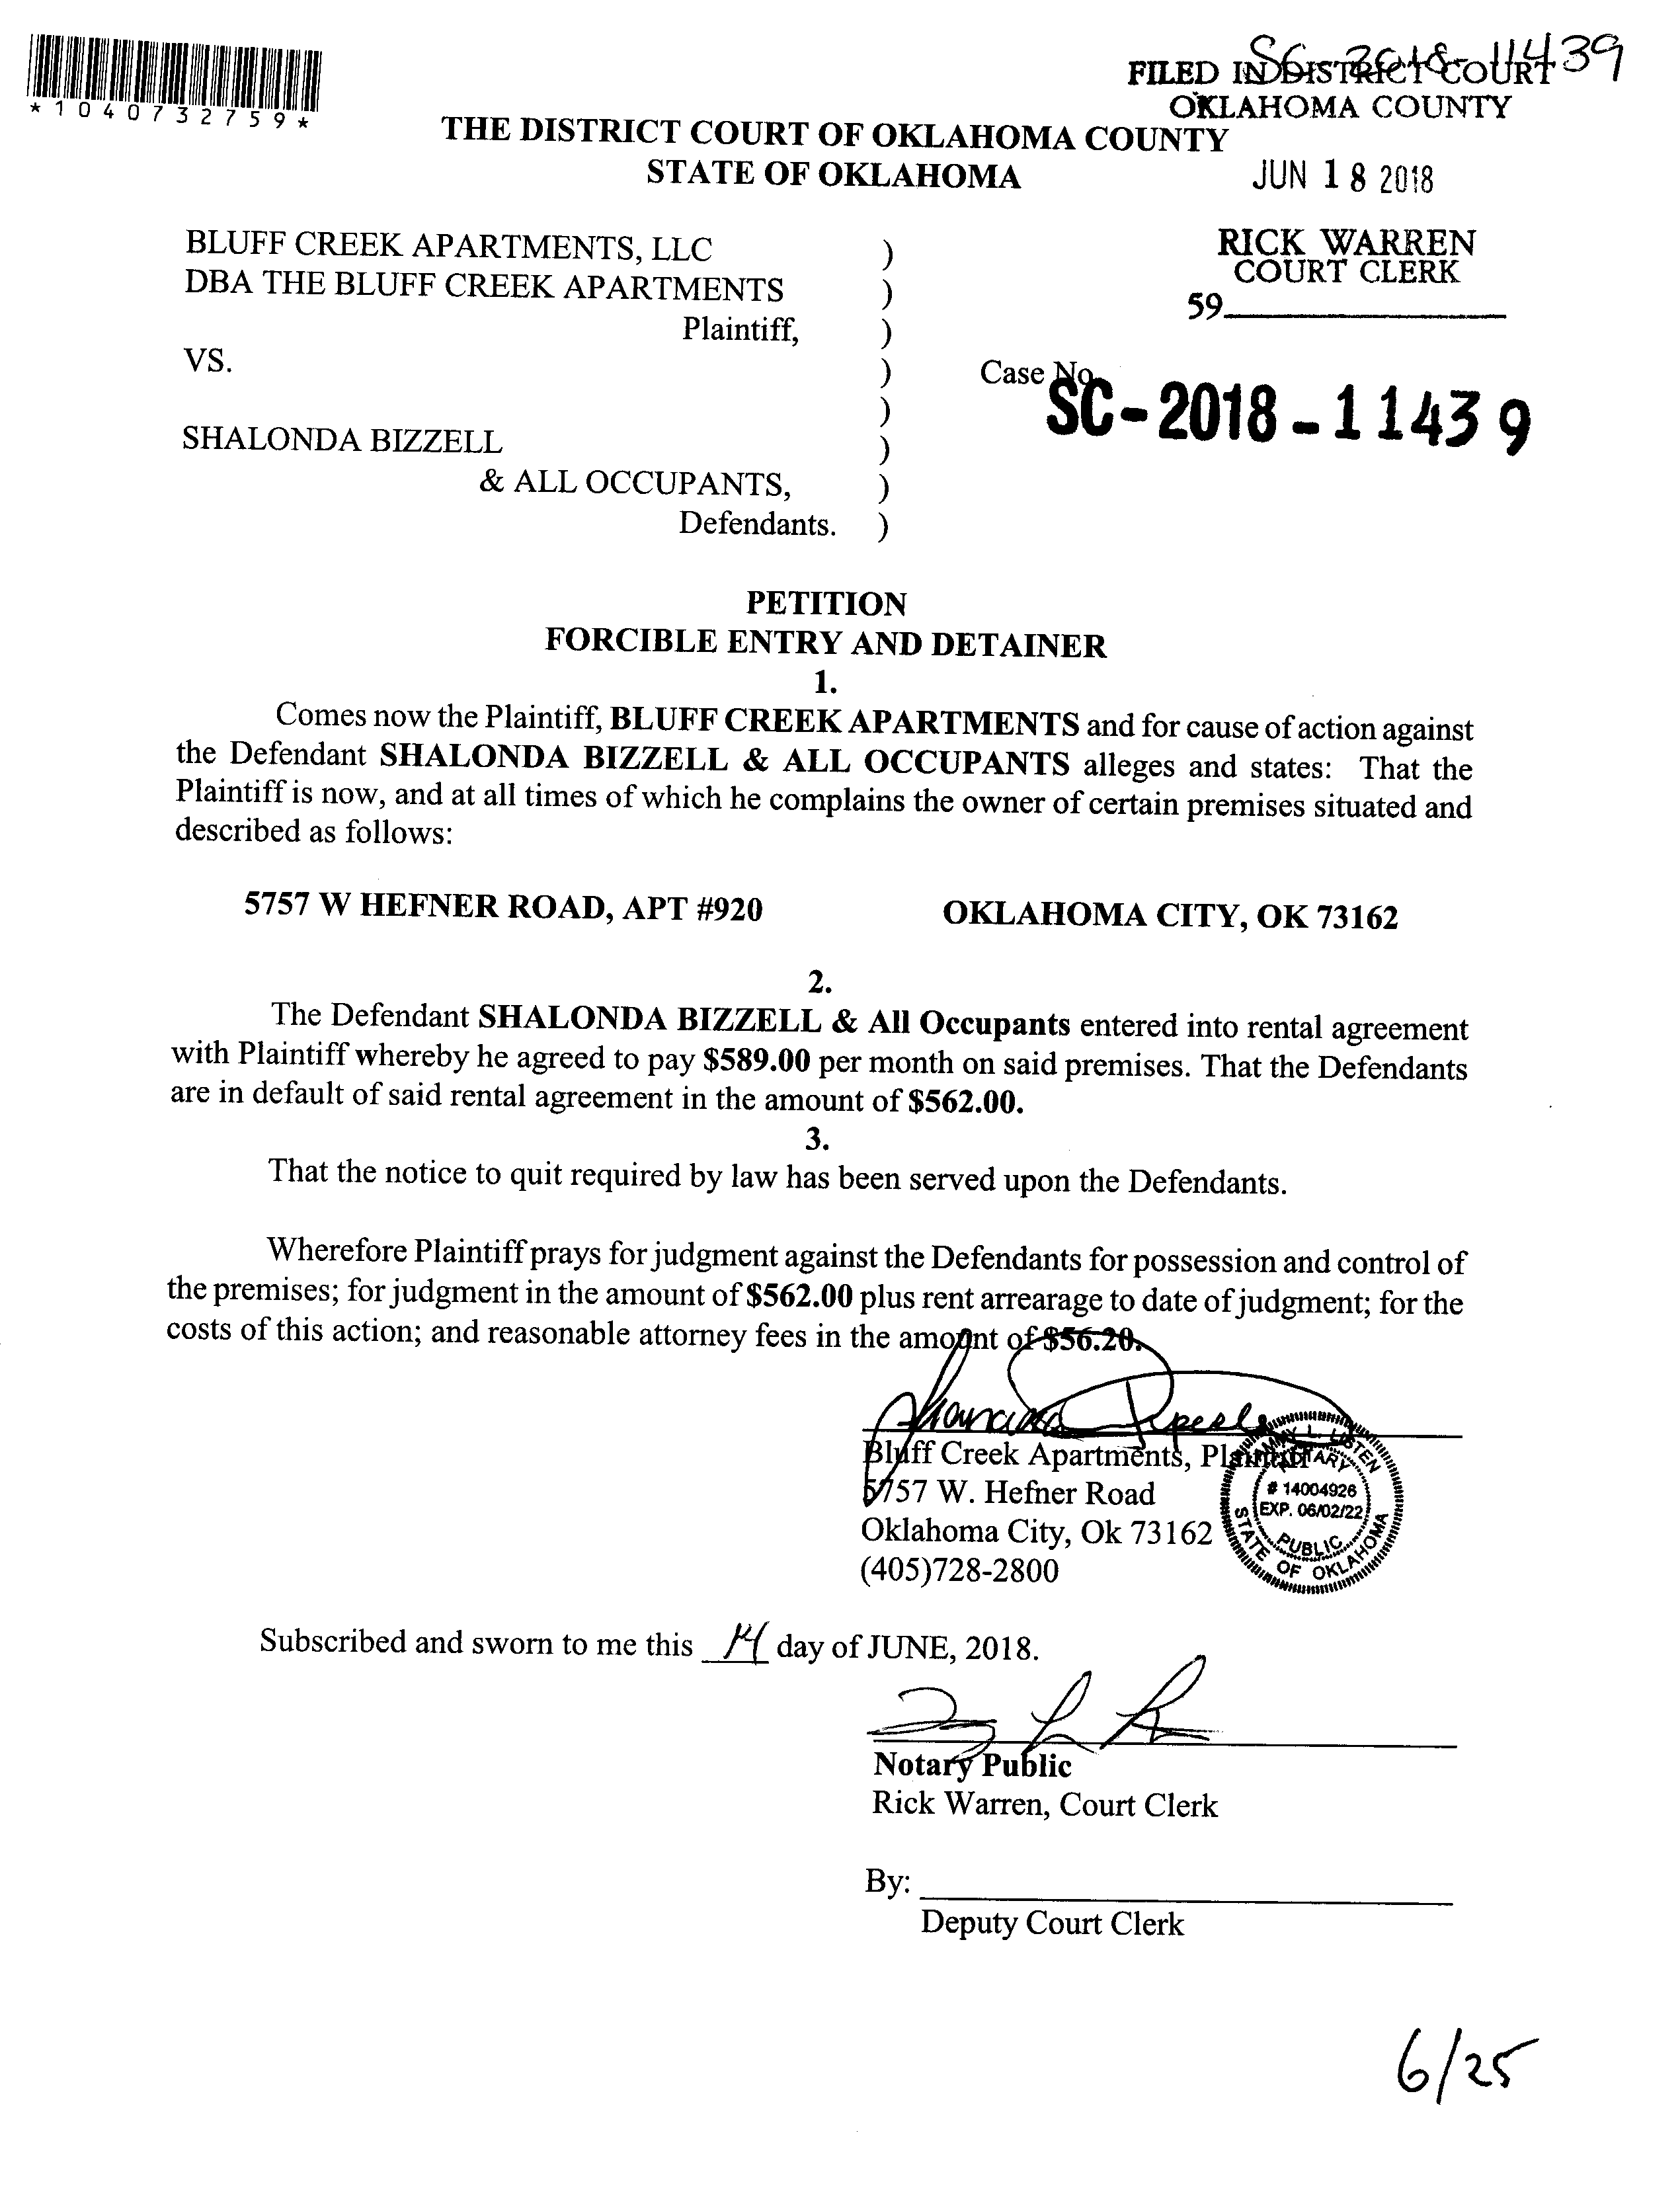 *1040732759*
SC-2018-11439
FILED IN DISTRICT COURT
OKLAHOMA COUNTY
THE DISTRICT COURT OF OKLAHOMA COUNTY
STATE OF OKLAHOMA
JUN 18 2018
BLUFF CREEK APARTMENTS, LLC )
DBA THE BLUFF CREEK APARTMENTS )
Plaintiff, )
RICK WARREN
COURT CLERK
59
VS. )
Case No.
SC-2018-11439
)
SHALONDA BIZZELL )
& ALL OCCUPANTS, )
Defendants. )
PETITION
FORCIBLE ENTRY AND DETAINER
1.
Comes now the Plaintiff, BLUFF CREEK APARTMENTS and for cause of action against
the Defendant SHALONDA BIZZELL & ALL OCCUPANTS alleges and states: That the
Plaintiff is now, and at all times of which he complains the owner of certain premises situated and
described as follows:
5757 W HEFNER ROAD, APT #920 OKLAHOMA CITY, OK 73162
2.
The Defendant SHALONDA BIZZELL & All Occupants entered into rental agreement
with Plaintiff whereby he agreed to pay $589.00 per month on said premises. That the Defendants
are in default of said rental agreement in the amount of $562.00.
3.
That the notice to quit required by law has been served upon the Defendants.
Wherefore Plaintiff prays for judgment against the Defendants for possession and control of
the premises; for judgment in the amount of $562.00 plus rent arrearage to date of judgment; for the
costs of this action; and reasonable attorney fees in the amount of $56.20.
Bluff Creek Apartments, Plaintiff
5757 W. Hefner Road
Oklahoma City, Ok 73162
(405)728-2800
TAMMY L. LISTEN
NOTARY
# 14004926
EXP. 06/02/22
PUBLIC
STATE OF OKLAHOMA
Subscribed and sworn to me this 14 day of JUNE, 2018.
Notary Public
Rick Warren, Court Clerk
By:
Deputy Court Clerk
6/25